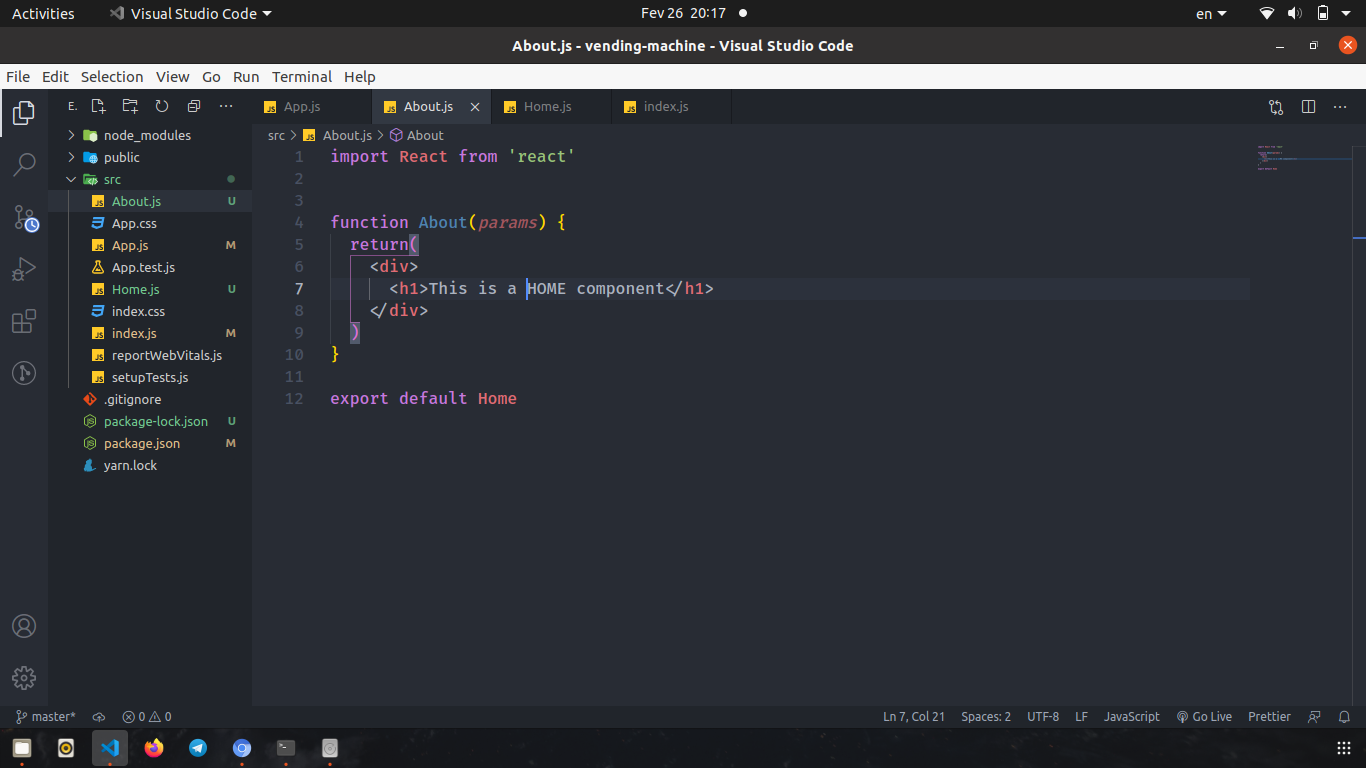 Activities Visual Studio Code Fev 26 20:17 en
About.js - vending-machine - Visual Studio Code
File Edit Selection View Go Run Terminal Help
E.
App.js About.js Home.js index.js
node_modules
public
src
About.js U
App.css
App.js M
App.test.js
Home.js U
index.css
index.js M
reportWebVitals.js
setupTests.js
.gitignore
package-lock.json U
package.json M
yarn.lock
src > About.js > About
1 import React from 'react'
2
3
4 function About(params) {
5 return(
6 <div>
7 <h1>This is a HOME component</h1>
8 </div>
9 )
10 }
11
12 export default Home
master* 0 0 Ln 7, Col 21 Spaces: 2 UTF-8 LF JavaScript Go Live Prettier